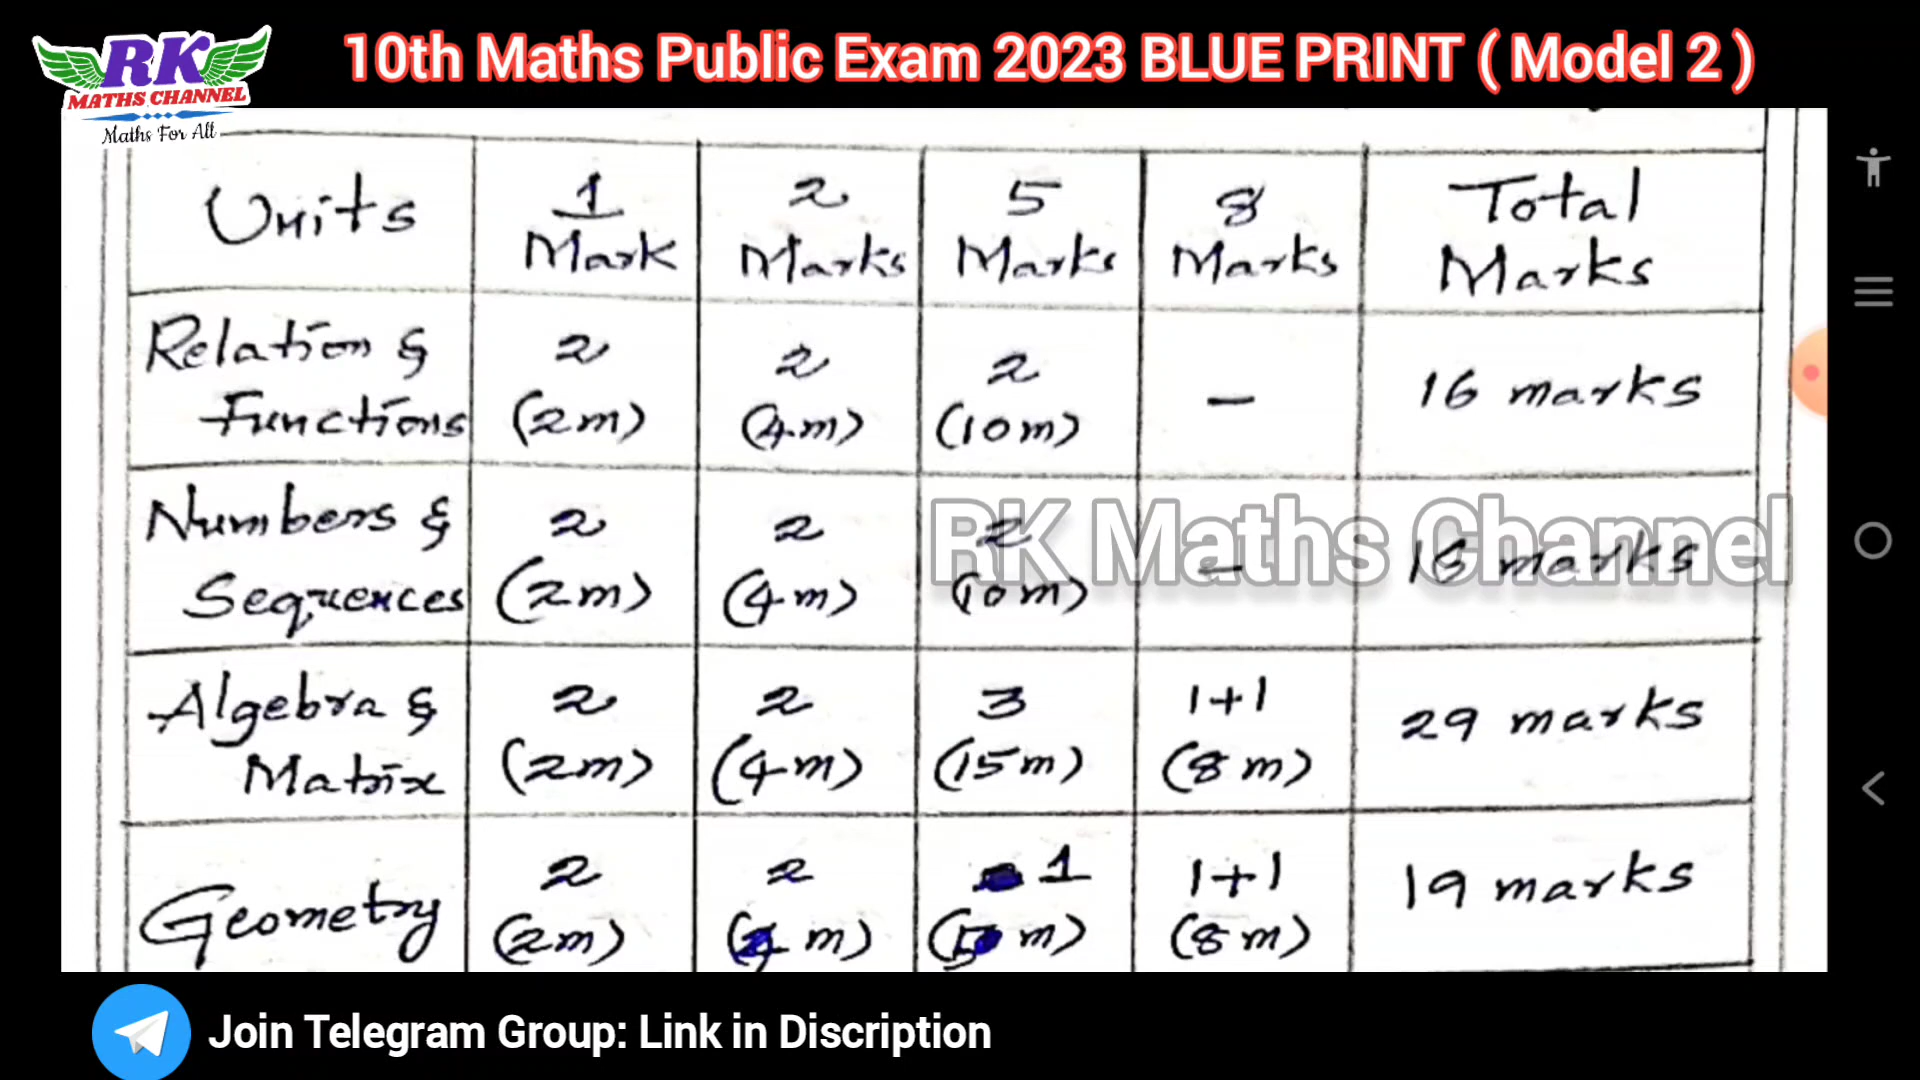 RK
MATHS CHANNEL
Maths For All
10th Maths Public Exam 2023 BLUE PRINT ( Model 2 )
Units
1 Mark
2 Marks
5 Marks
8 Marks
Total Marks
Relation &
Functions
2
(2m)
2
(4m)
2
(10m)
-
16 marks
Numbers &
Sequences
2
(2m)
2
(4m)
2
(10m)
-
16 marks
RK Maths Channel
Algebra &
Matrix
2
(2m)
2
(4m)
3
(15m)
1+1
(8m)
29 marks
Geometry
2
(2m)
2
(4m)
1
(5m)
1+1
(8m)
19 marks
Join Telegram Group: Link in Discription